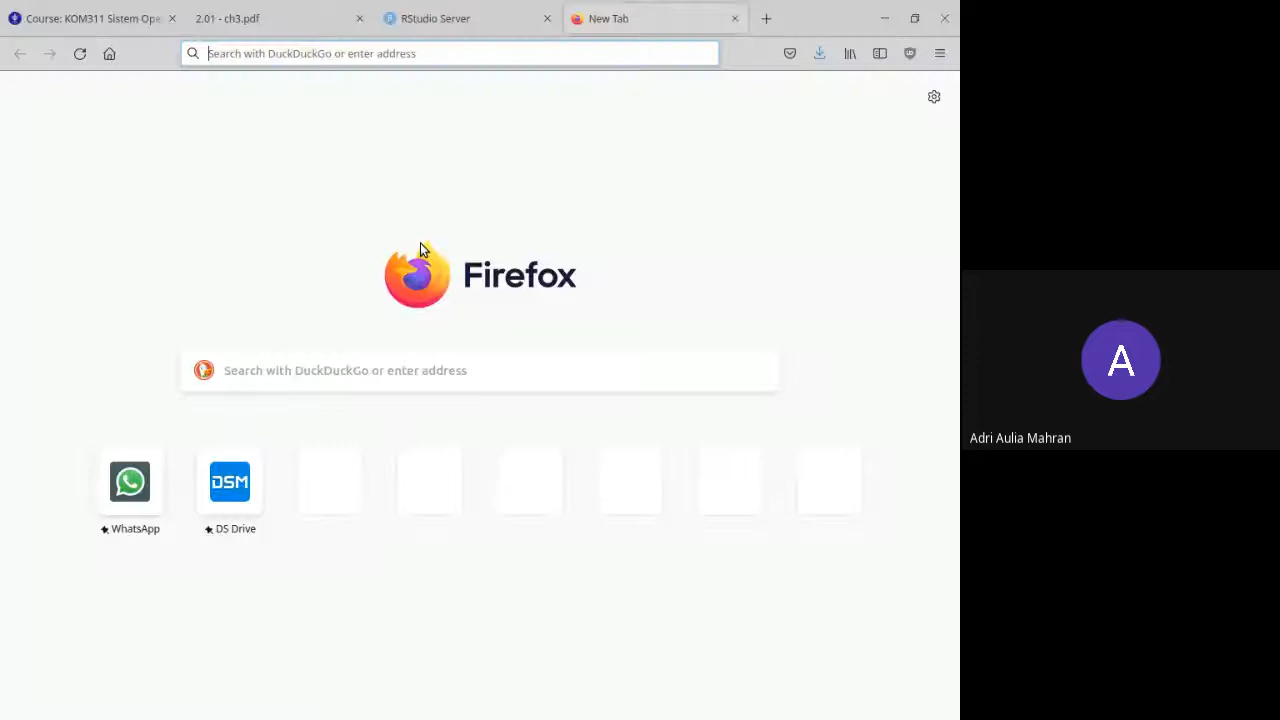 Course: KOM311 Sistem Ope
2.01 - ch3.pdf
RStudio Server
New Tab
Search with DuckDuckGo or enter address
Firefox
Search with DuckDuckGo or enter address
DSM
WhatsApp
DS Drive
A
Adri Aulia Mahran